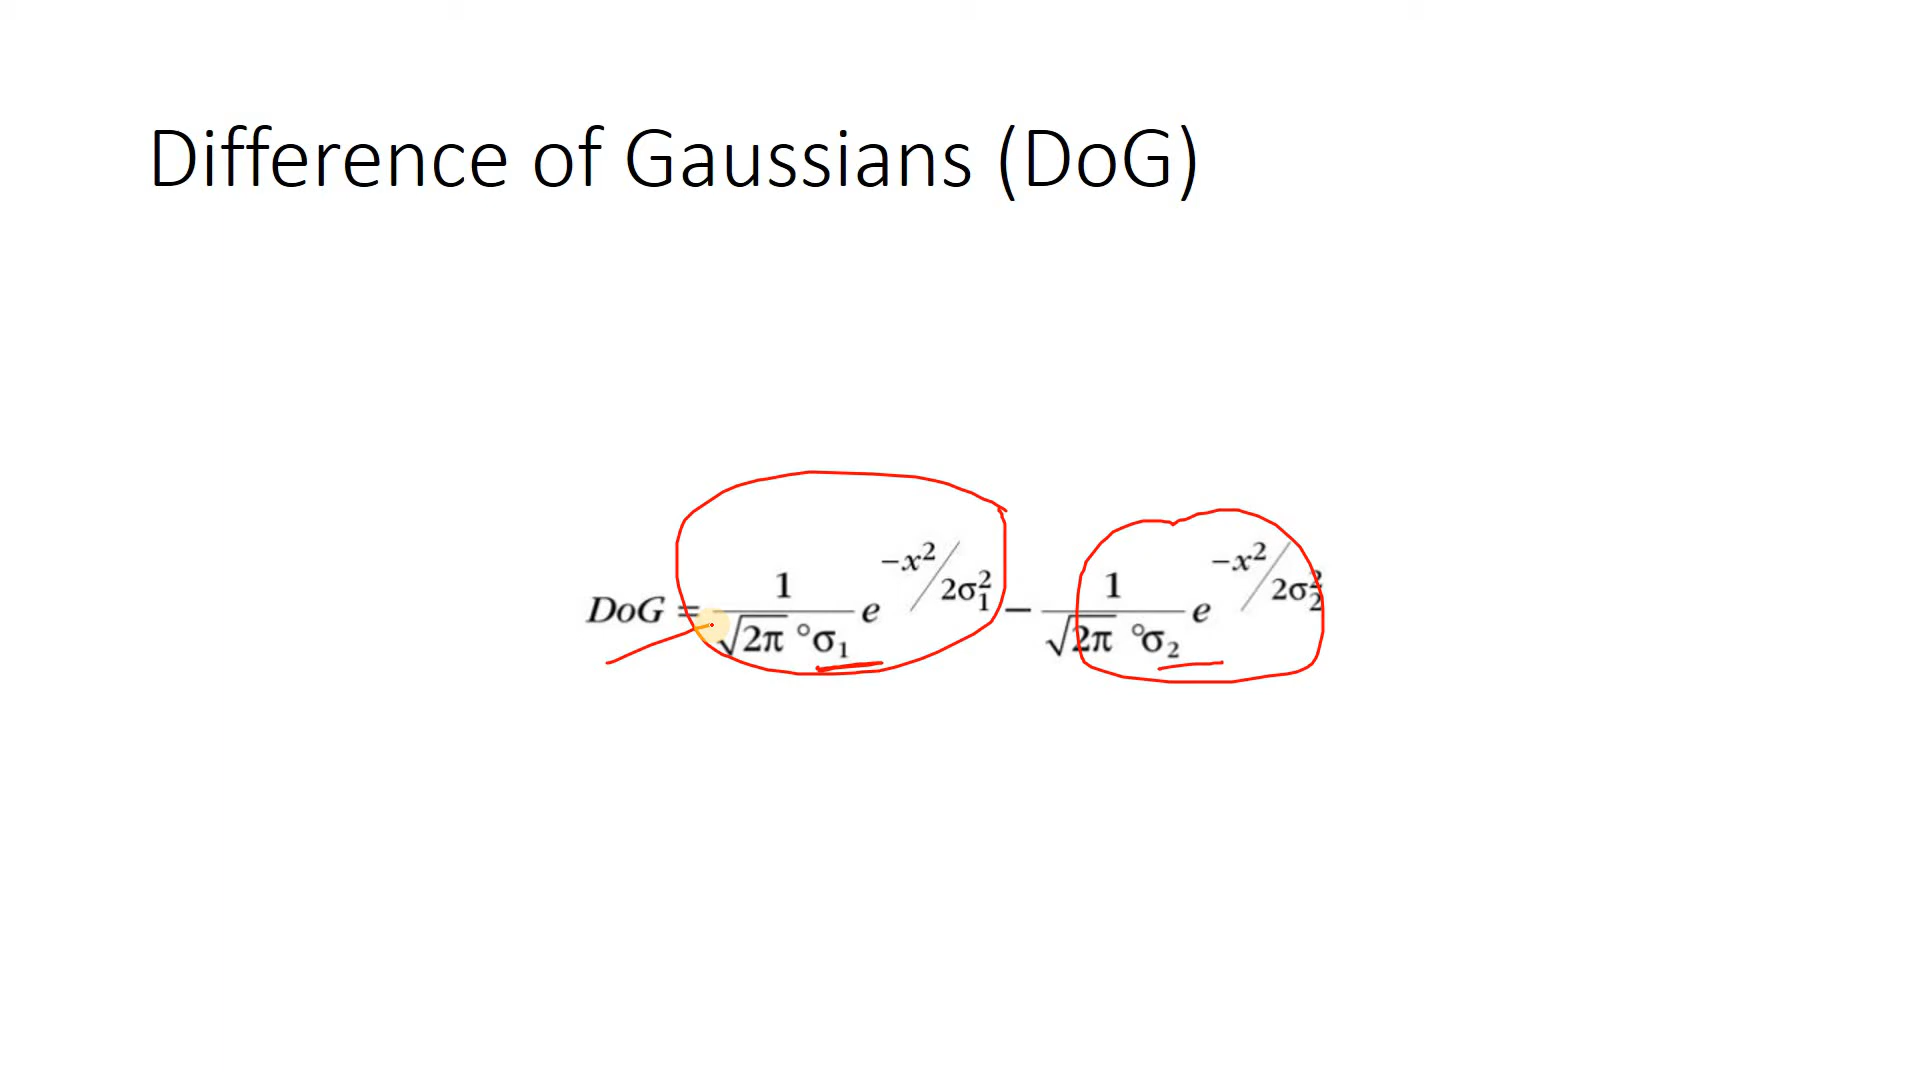 Difference of Gaussians (DoG)
DoG = 1/√2π °σ₁ e^−x²/2σ₁² − 1/√2π °σ₂ e^−x²/2σ₂²